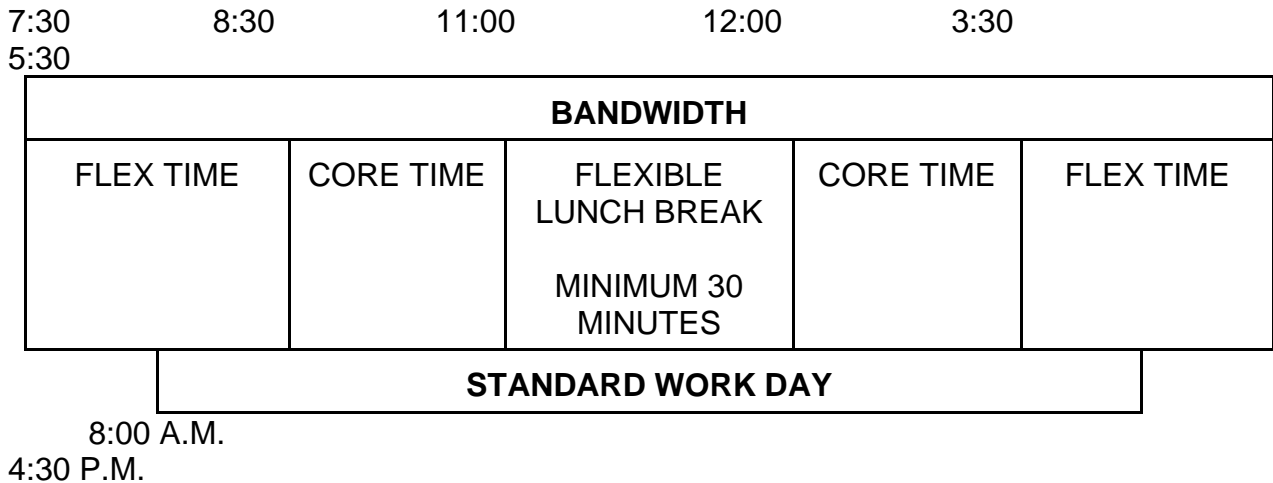 7:30 8:30 11:00 12:00 3:30
5:30
BANDWIDTH
FLEX TIME CORE TIME FLEXIBLE CORE TIME FLEX TIME
LUNCH BREAK
MINIMUM 30
MINUTES
STANDARD WORK DAY
8:00 A.M.
4:30 P.M.